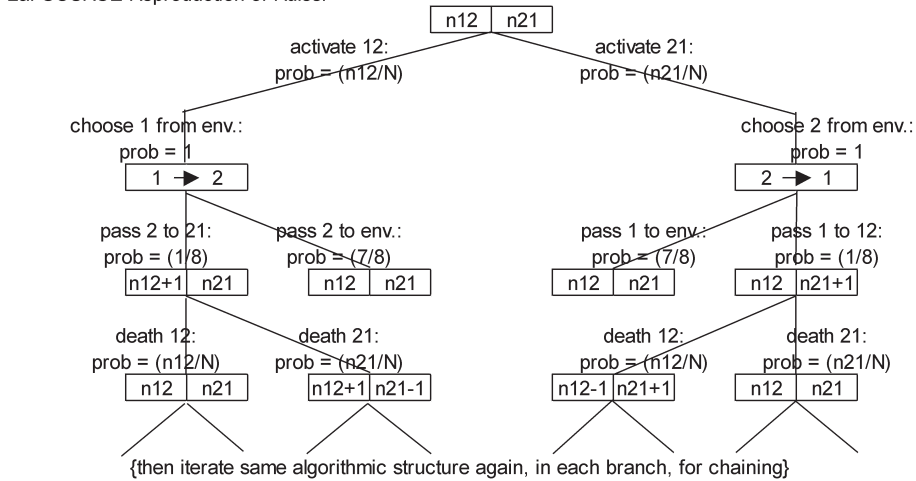 n12 n21
activate 12: activate 21:
prob = (n12/N) prob = (n21/N)
choose 1 from env.: choose 2 from env.:
prob = 1 prob = 1
1 → 2 2 → 1
pass 2 to 21: pass 2 to env.: pass 1 to env.: pass 1 to 12:
prob = (1/8) prob = (7/8) prob = (7/8) prob = (1/8)
n12+1 n21 n12 n21 n12 n21 n12 n21+1
death 12: death 21: death 12: death 21:
prob = (n12/N) prob = (n21/N) prob = (n12/N) prob = (n21/N)
n12 n21 n12+1 n21-1 n12-1 n21+1 n12 n21
{then iterate same algorithmic structure again, in each branch, for chaining}